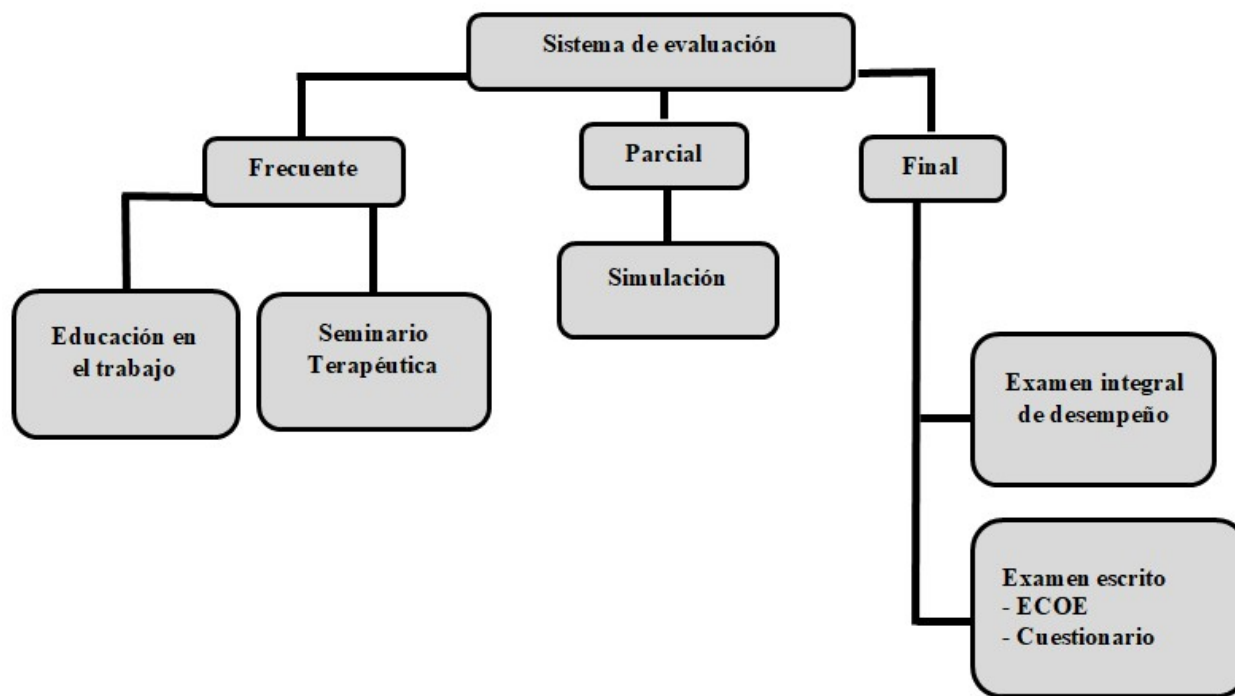 Sistema de evaluación
Frecuente
Parcial
Final
Educación en
el trabajo
Seminario
Terapéutica
Simulación
Examen integral
de desempeño
Examen escrito
- ECOE
- Cuestionario